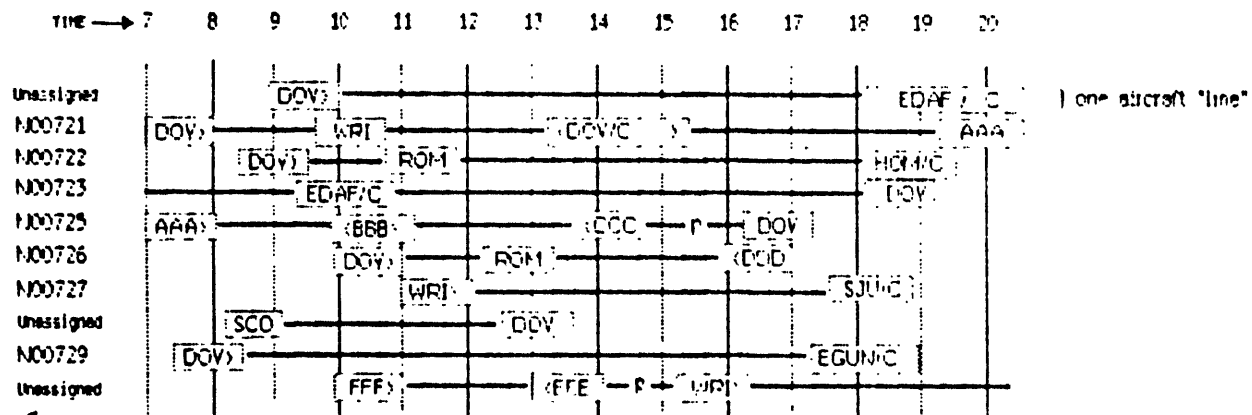 TIME → 7 8 9 10 11 12 13 14 15 16 17 18 19 20
Unassigned DOV) EDAF / C } one aircraft "line"
N00721 DOV) WRI (DOV/C ) AAA
N00722 DOV) ROM HOM/C
N00723 EDAF/C DOV
N00725 AAA) (BBB) (CCC DOV
N00726 DOV) ROM (DOD
N00727 WRI) SJU/C
Unassigned SCO DOV
N00729 DOV) EGUN/C
Unassigned (FFF) (EEE R (WRI)